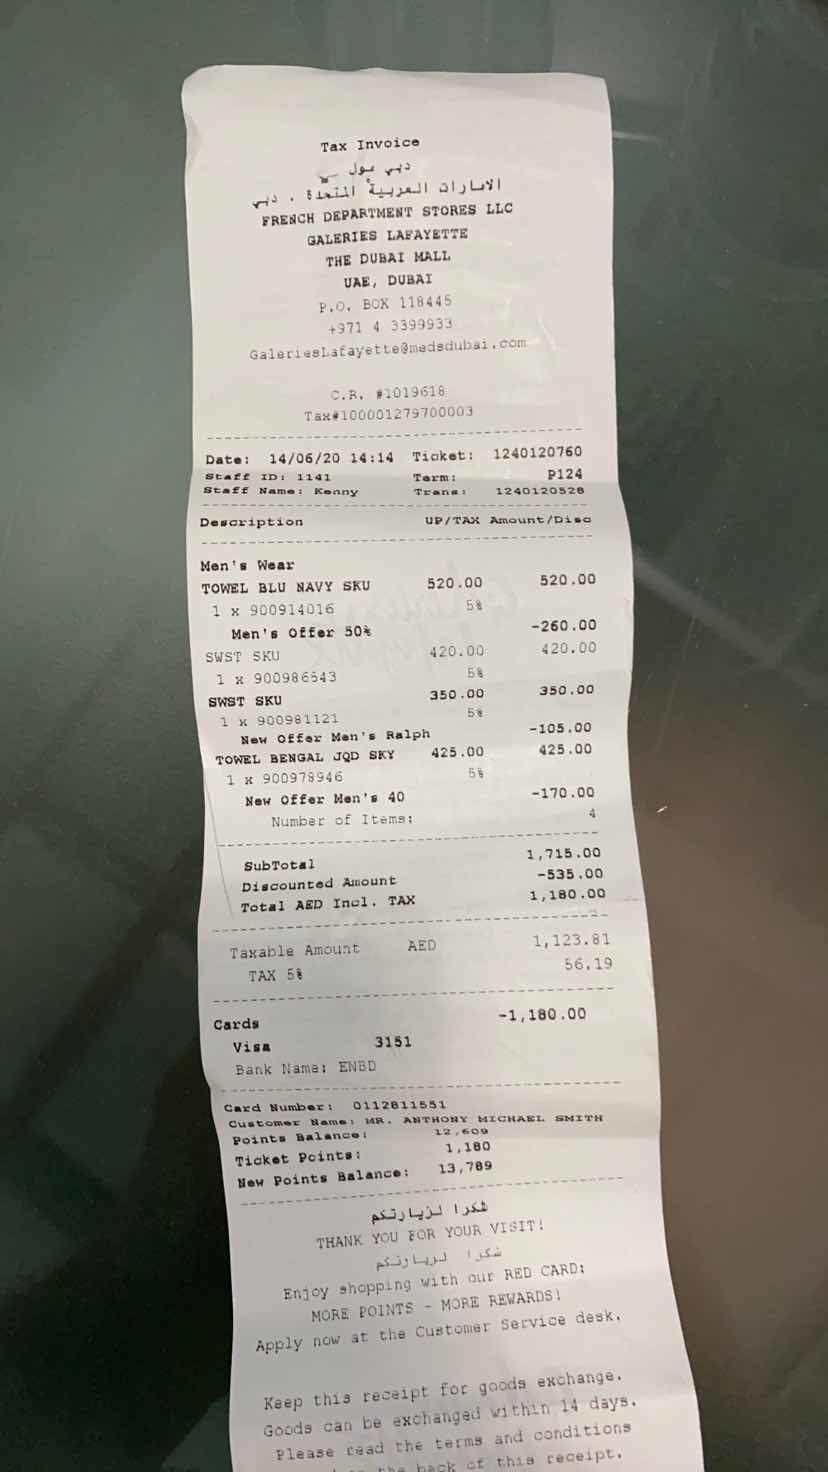 Tax Invoice
دبي مول
الامارات العربية المتحدة ، دبي
FRENCH DEPARTMENT STORES LLC
GALERIES LAFAYETTE
THE DUBAI MALL
UAE, DUBAI
P.O. BOX 118445
+971 4 3399933
GaleriesLafayette@medsdubai.com
C.R. #1019618
Tax#100001279700003
Date: 14/06/20 14:14 Ticket: 1240120760
Staff ID: 1141 Term: P124
Staff Name: Kenny Trans: 1240120528
Description UP/TAX Amount/Disc
Men's Wear
TOWEL BLU NAVY SKU 520.00 520.00
1 x 900914016 5%
Men's Offer 50% -260.00
SWST SKU 420.00 420.00
1 x 900986543 5%
SWST SKU 350.00 350.00
1 x 900981121 5%
New Offer Men's Ralph -105.00
TOWEL BENGAL JQD SKY 425.00 425.00
1 x 900978946 5%
New Offer Men's 40 -170.00
Number of Items: 4
SubTotal 1,715.00
Discounted Amount -535.00
Total AED Incl. TAX 1,180.00
Taxable Amount AED 1,123.81
TAX 5% 56.19
Cards -1,180.00
Visa 3151
Bank Name: ENBD
Card Number: 0112811551
Customer Name: MR. ANTHONY MICHAEL SMITH
Points Balance: 12,609
Ticket Points: 1,180
New Points Balance: 13,789
شكرا لزيارتكم
THANK YOU FOR YOUR VISIT!
شكرا لزيارتكم
Enjoy shopping with our RED CARD:
MORE POINTS - MORE REWARDS!
Apply now at the Customer Service desk.
Keep this receipt for goods exchange.
Goods can be exchanged within 14 days.
Please read the terms and conditions
the back of this receipt.